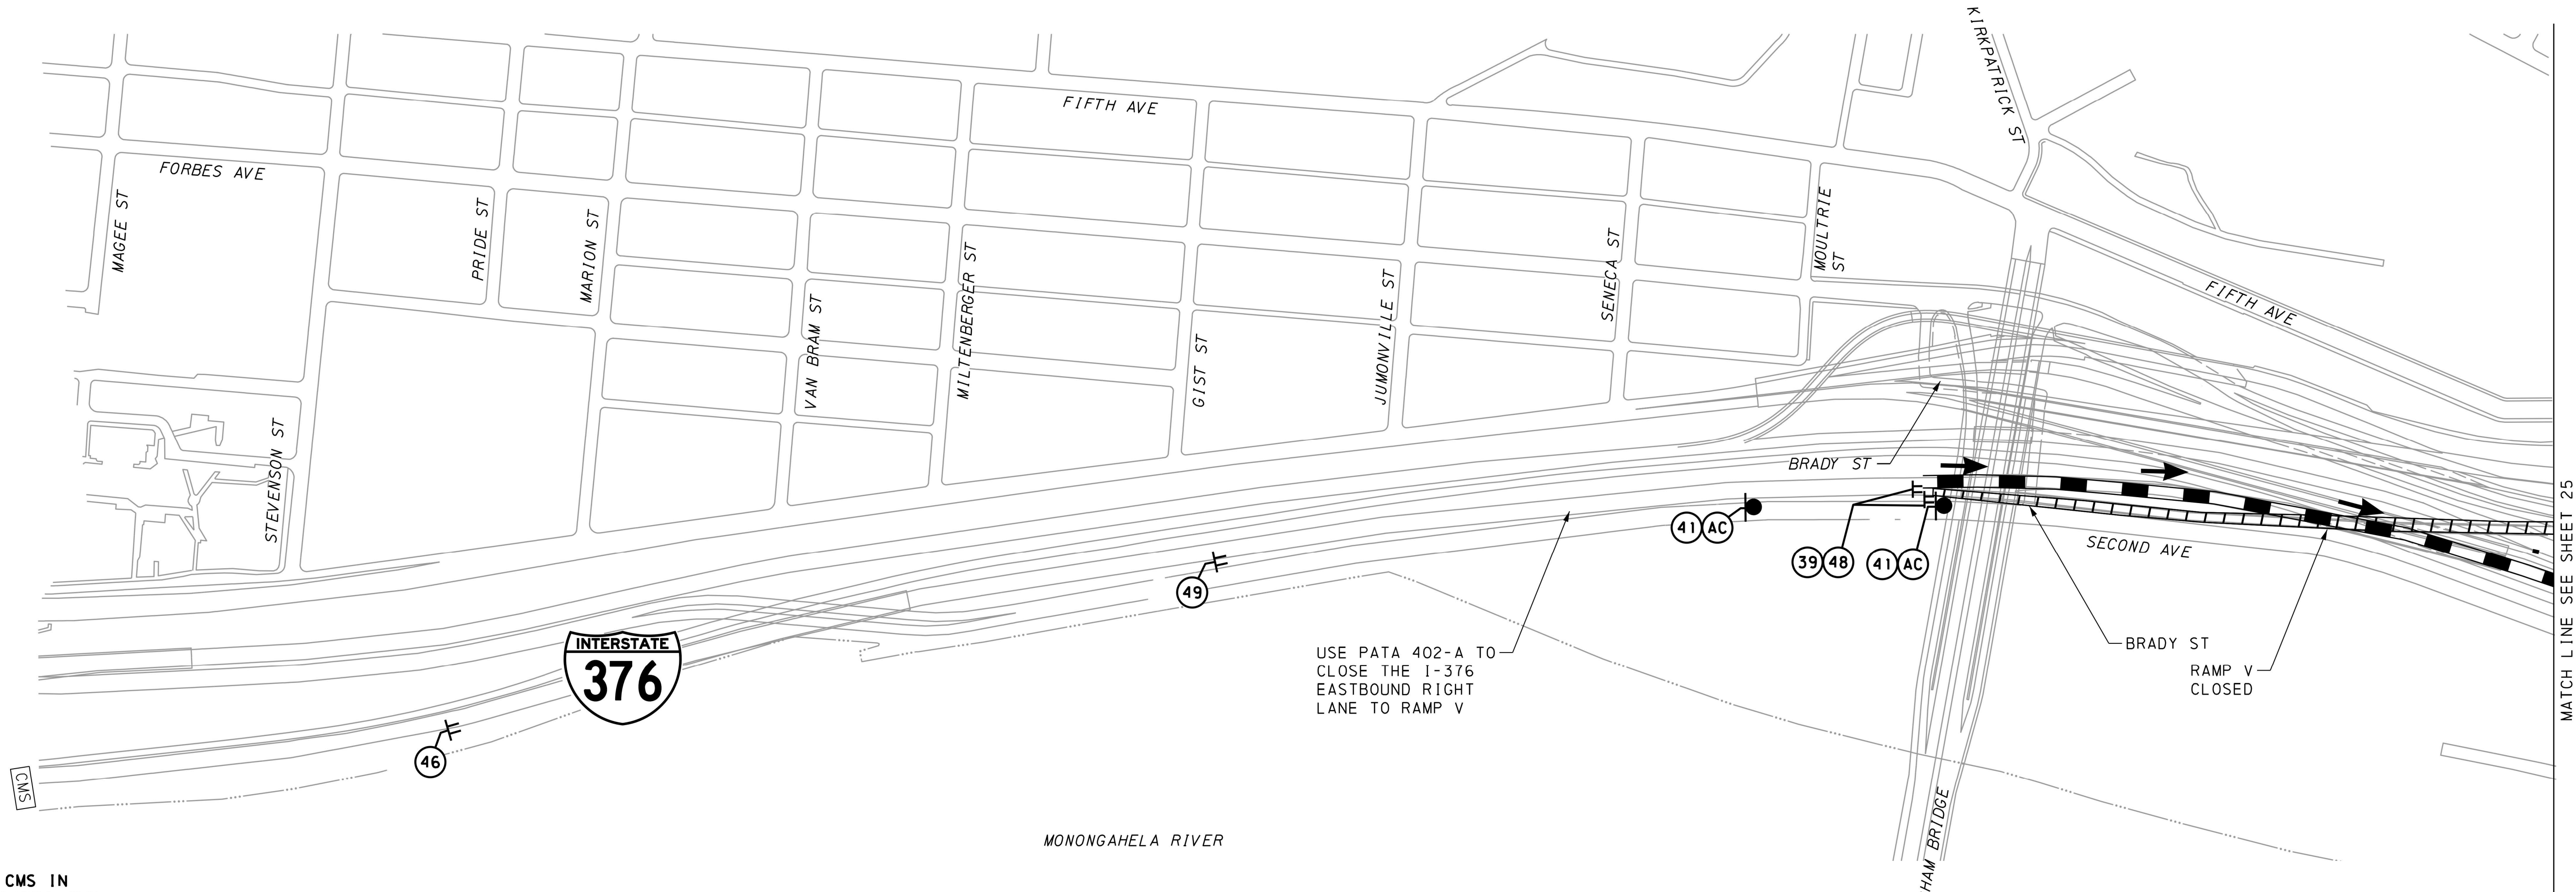 KIRKPATRICK ST
FIFTH AVE
FORBES AVE
MAGEE ST
PRIDE ST
MARION ST
MOULTRIE
ST
SENECA ST
MILTENBERGER ST
JUMONVILLE ST
VAN BRAM ST
GIST ST
FIFTH AVE
STEVENSON ST
BRADY ST
41 AC
39 48
41 AC
SECOND AVE
49
INTERSTATE
376
46
CMS
USE PATA 402-A TO
CLOSE THE I-376
EASTBOUND RIGHT
LANE TO RAMP V
BRADY ST
RAMP V
CLOSED
MATCH LINE SEE SHEET 25
MONONGAHELA RIVER
HAM BRIDGE
CMS IN